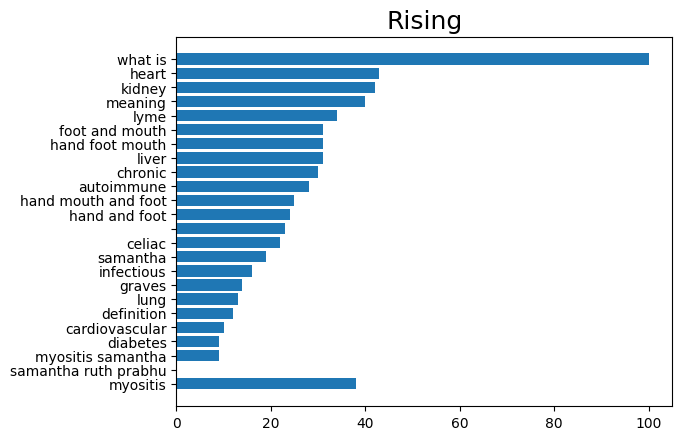 Rising
what is
heart
kidney
meaning
lyme
foot and mouth
hand foot mouth
liver
chronic
autoimmune
hand mouth and foot
hand and foot
celiac
samantha
infectious
graves
lung
definition
cardiovascular
diabetes
myositis samantha
samantha ruth prabhu
myositis
0 20 40 60 80 100